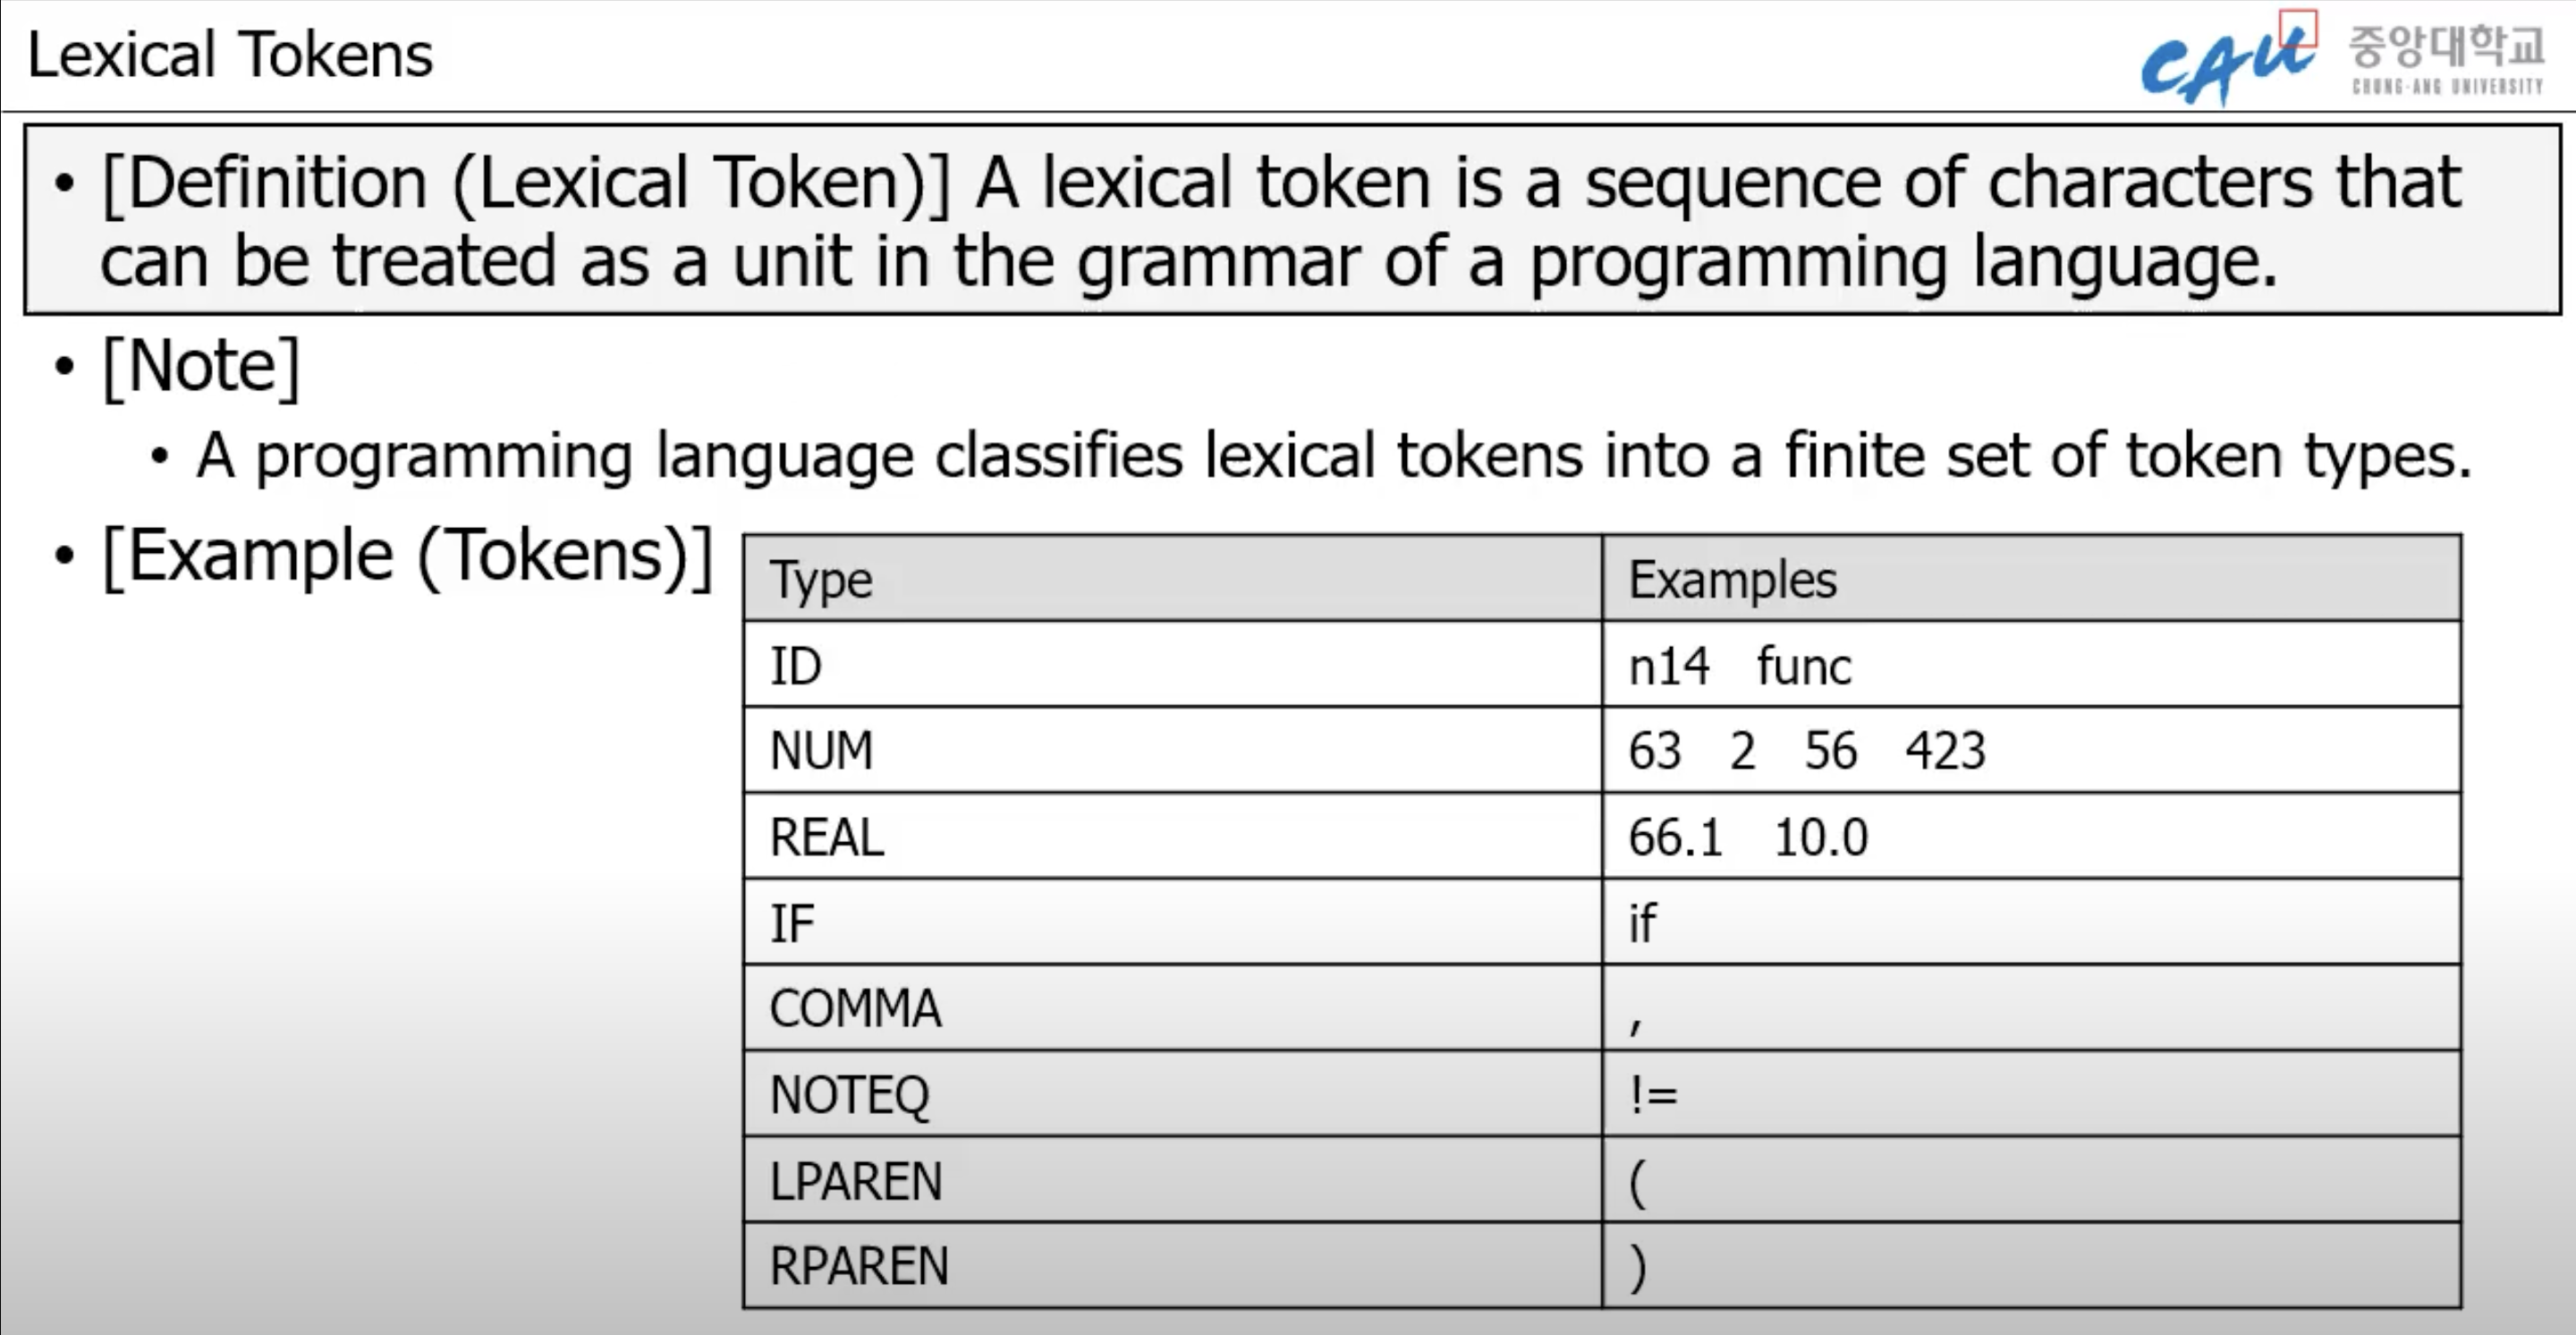 Lexical Tokens
CAU 중앙대학교
CHUNG-ANG UNIVERSITY
• [Definition (Lexical Token)] A lexical token is a sequence of characters that
can be treated as a unit in the grammar of a programming language.
• [Note]
• A programming language classifies lexical tokens into a finite set of token types.
• [Example (Tokens)]
Type Examples
ID n14 func
NUM 63 2 56 423
REAL 66.1 10.0
IF if
COMMA ,
NOTEQ !=
LPAREN (
RPAREN )